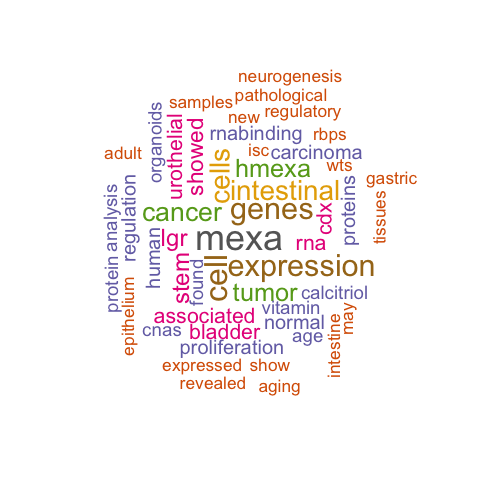 neurogenesis
pathological
samples
regulatory
new
organoids
urothelial
showed
rnabinding
rbps
adult
isc
carcinoma
cells
hmexa
wts
gastric
intestinal
proteins
tissues
cancer
genes
cdx
analysis
regulation
lgr
mexa
rna
protein
human
stem
found
cell
expression
tumor
calcitriol
epithelium
associated
vitamin
cnas
bladder
normal
age
may
intestine
proliferation
expressed
show
revealed
aging